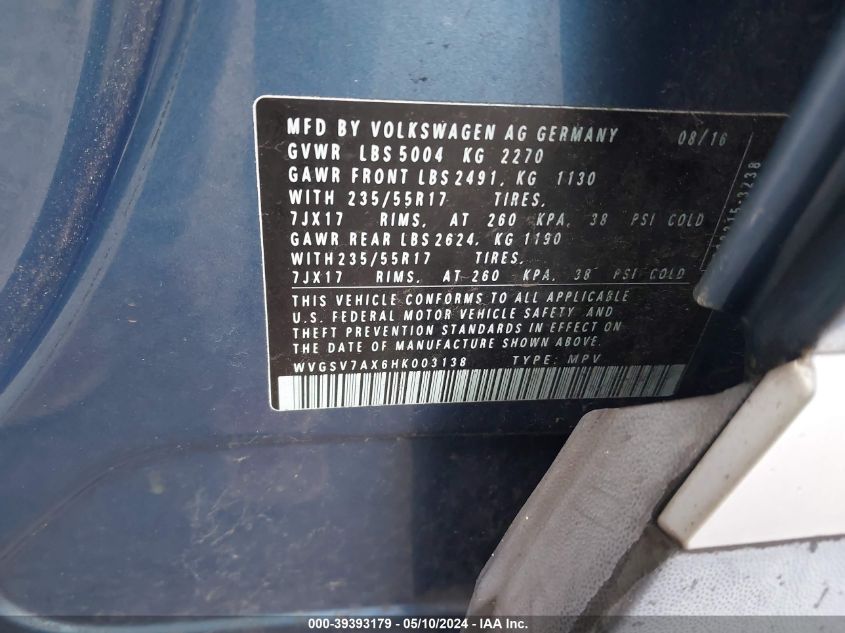 MFD BY VOLKSWAGEN AG GERMANY 08/16
GVWR LBS 5004 KG 2270
GAWR FRONT LBS 2491, KG 1130
WITH 235/55R17 TIRES,
7JX17 RIMS, AT 260 KPA, 38 PSI COLD
GAWR REAR LBS 2624, KG 1190
WITH 235/55R17 TIRES,
7JX17 RIMS, AT 260 KPA, 38 PSI COLD
THIS VEHICLE CONFORMS TO ALL APPLICABLE
U.S. FEDERAL MOTOR VEHICLE SAFETY AND
THEFT PREVENTION STANDARDS IN EFFECT ON
THE DATE OF MANUFACTURE SHOWN ABOVE.
WVGSV7AX6HK003138 TYPE: MPV
000-39393179 - 05/10/2024 - IAAI.com